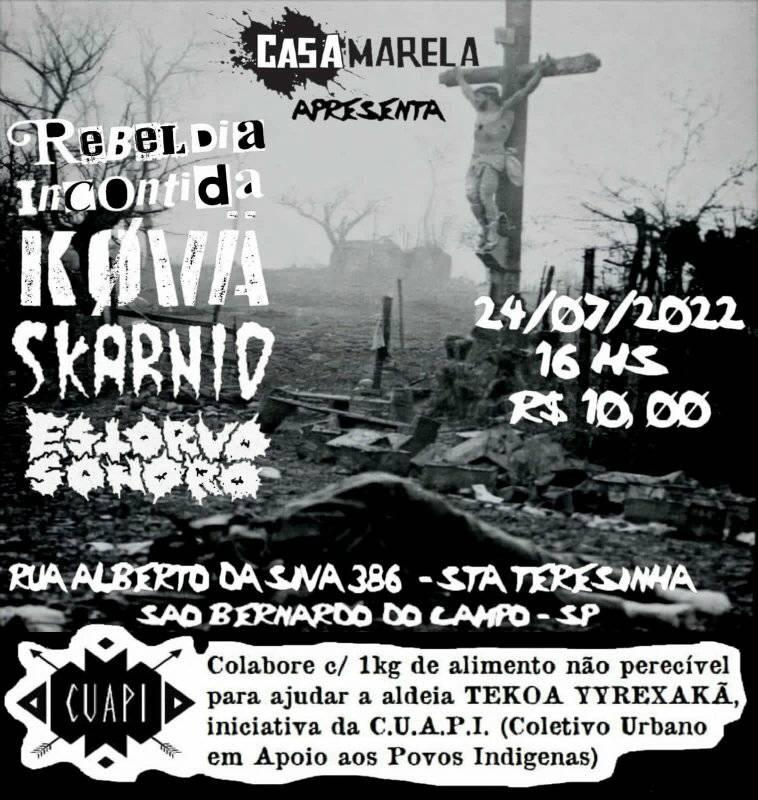 CASAMARELA
APRESENTA
REBELDIA
INCONTIDA
KØVÄ
SKARNIO
ESTORVO
SONORO
24/07/2022
16 HS
R$ 10,00
RUA ALBERTO DA SIVA 386 - STA TERESINHA
SAO BERNARDO DO CAMPO - SP
CUAPI
Colabore c/ 1kg de alimento não perecível
para ajudar a aldeia TEKOA YYREXAKÃ,
iniciativa da C.U.A.P.I. (Coletivo Urbano
em Apoio aos Povos Indigenas)